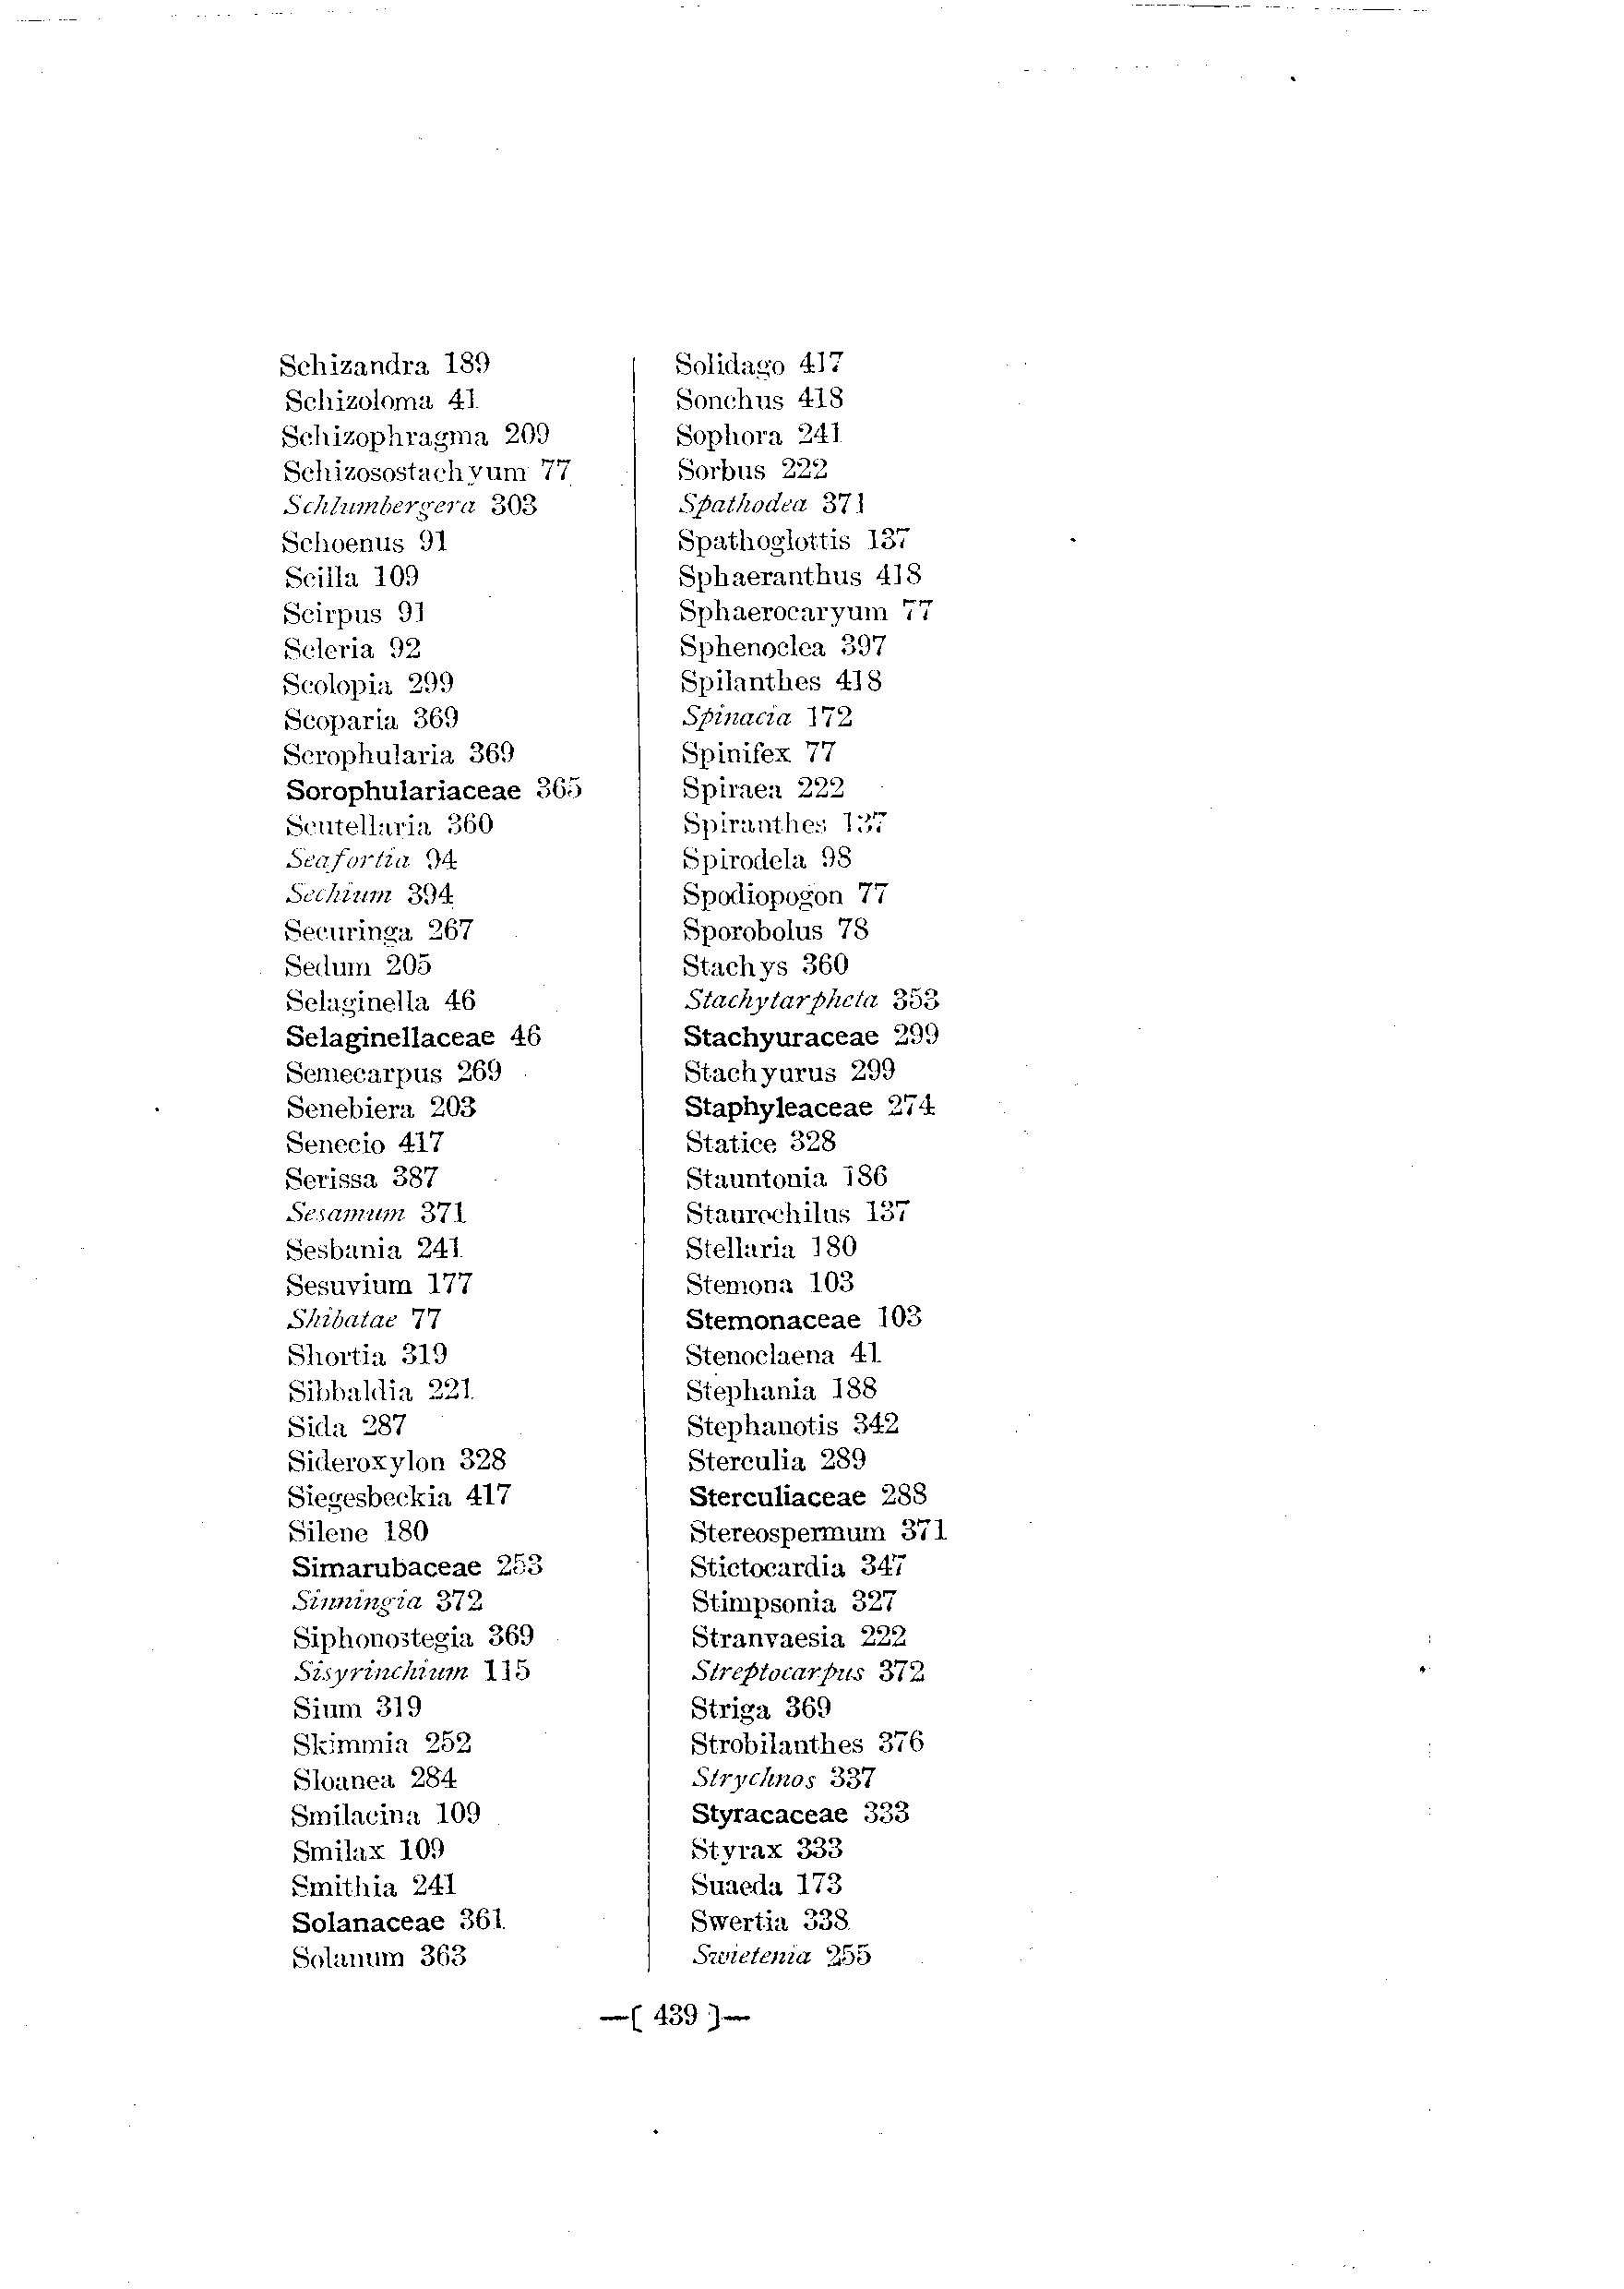 Schizandra 189
Schizoloma 41
Schizophragma 209
Schizosostachyum 77
Schlumbergera 303
Schoenus 91
Scilla 109
Scirpus 91
Scleria 92
Scolopia 299
Scoparia 369
Scrophularia 369
Sorophulariaceae 365
Scutellaria 360
Seafortia 94
Sechium 394
Securinga 267
Sedum 205
Selaginella 46
Selaginellaceae 46
Semecarpus 269
Senebiera 203
Senecio 417
Serissa 387
Sesamum 371
Sesbania 241
Sesuvium 177
Shibatae 77
Shortia 319
Sibbaldia 221
Sida 287
Sideroxylon 328
Siegesbeckia 417
Silene 180
Simarubaceae 253
Sinningia 372
Siphonostegia 369
Sisyrinchium 115
Sium 319
Skimmia 252
Sloanea 284
Smilacina 109
Smilax 109
Smithia 241
Solanaceae 361
Solanum 363
Solidago 417
Sonchus 418
Sophora 241
Sorbus 222
Spathodea 371
Spathoglottis 137
Sphaeranthus 418
Sphaerocaryum 77
Sphenoclea 397
Spilanthes 418
Spinacia 172
Spinifex 77
Spiraea 222
Spiranthes 137
Spirodela 98
Spodiopogon 77
Sporobolus 78
Stachys 360
Stachytarpheta 353
Stachyuraceae 299
Stachyurus 299
Staphyleaceae 274
Statice 328
Stauntonia 186
Staurochilus 137
Stellaria 180
Stemona 103
Stemonaceae 103
Stenoclaena 41
Stephania 188
Stephanotis 342
Sterculia 289
Sterculiaceae 288
Stereospermum 371
Stictocardia 347
Stimpsonia 327
Stranvaesia 222
Streptocarpus 372
Striga 369
Strobilanthes 376
Strychnos 337
Styracaceae 333
Styrax 333
Suaeda 173
Swertia 338
Swietenia 255
—( 439 )—